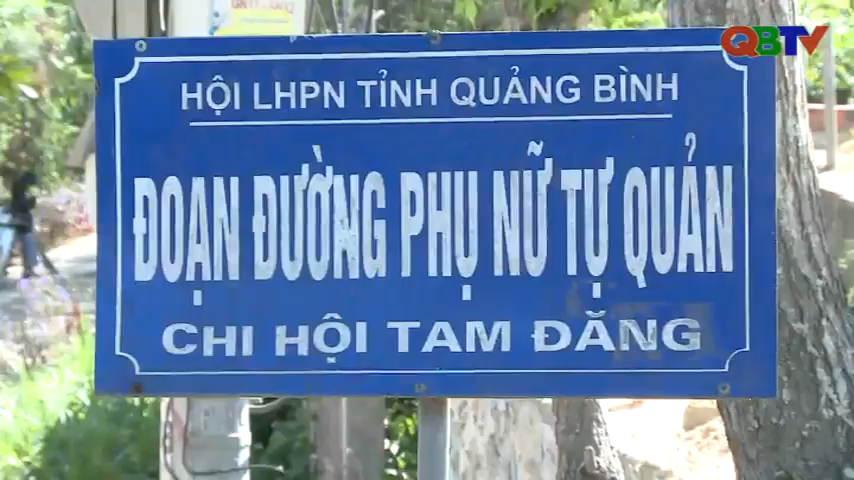 QBTV
HỘI LHPN TỈNH QUẢNG BÌNH
ĐOẠN ĐƯỜNG PHỤ NỮ TỰ QUẢN
CHI HỘI TAM ĐĂNG